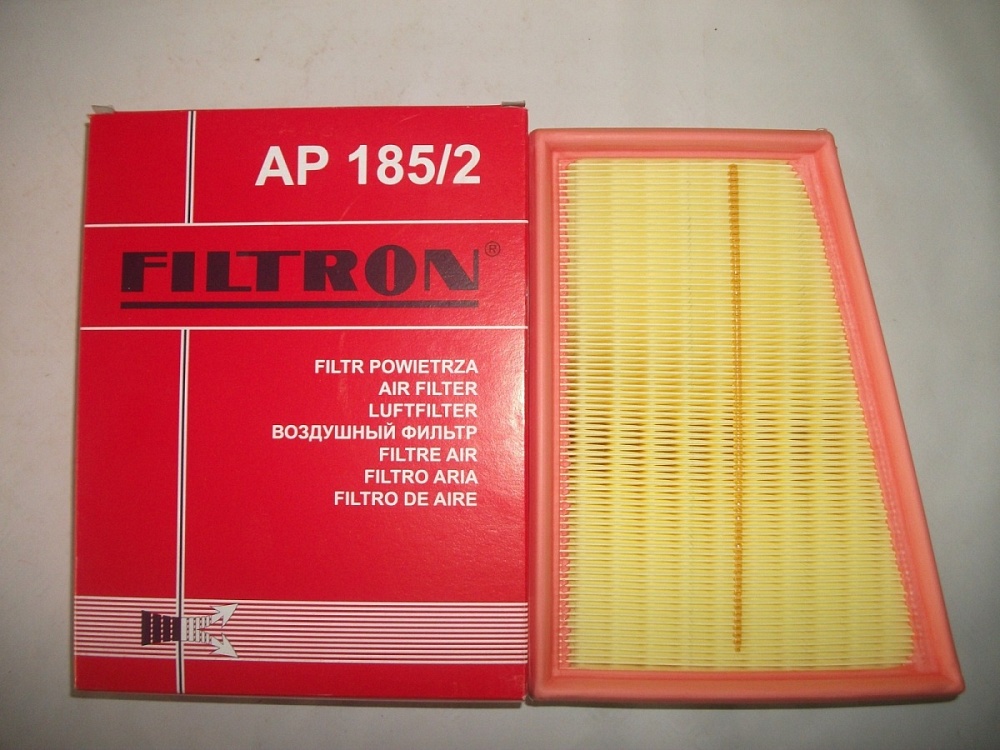 AP 185/2
FILTRON®
FILTR POWIETRZA
AIR FILTER
LUFTFILTER
ВОЗДУШНЫЙ ФИЛЬТР
FILTRE AIR
FILTRO ARIA
FILTRO DE AIRE